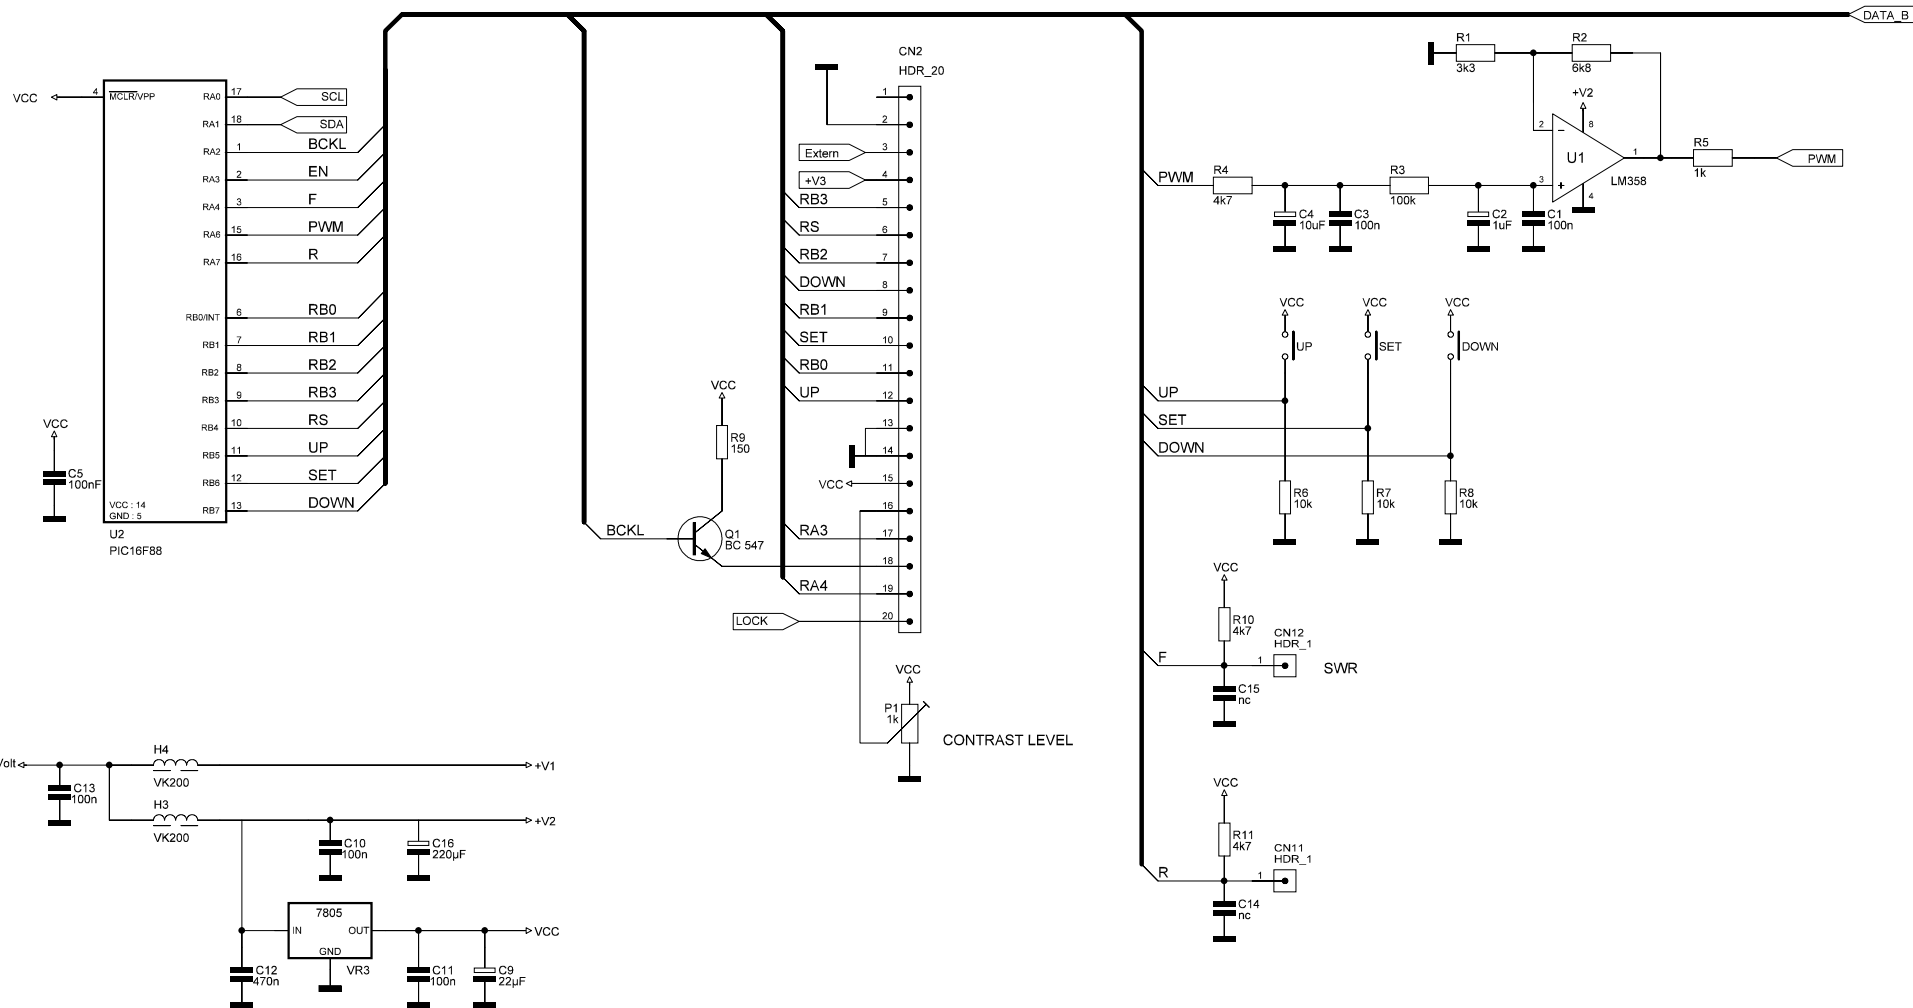 DATA_B
VCC
4
MCLR/VPP
RA0 17 SCL
RA1 18 SDA
RA2 1 BCKL
RA3 2 EN
RA4 3 F
RA6 15 PWM
RA7 16 R
RB0/INT 6 RB0
RB1 7 RB1
RB2 8 RB2
RB3 9 RB3
RB4 10 RS
RB5 11 UP
RB6 12 SET
RB7 13 DOWN
VCC : 14
GND : 5
U2
PIC16F88
VCC
C5
100nF
BCKL
VCC
R9
150
Q1
BC 547
CN2
HDR_20
1
2
Extern 3
+V3 4
RB3 5
RS 6
RB2 7
DOWN 8
RB1 9
SET 10
RB0 11
UP 12
13
14
VCC 15
16
RA3 17
18
RA4 19
LOCK 20
VCC
P1
1k
CONTRAST LEVEL
R1
3k3
R2
6k8
+V2
8
2
U1
1
3
4
LM358
R5
1k
PWM
PWM
R4
4k7
R3
100k
C4
10uF
C3
100n
C2
1uF
C1
100n
VCC
VCC
VCC
UP
SET
DOWN
UP
SET
DOWN
R6
10k
R7
10k
R8
10k
VCC
R10
4k7
CN12
HDR_1
F
1
SWR
C15
nc
VCC
R11
4k7
CN11
HDR_1
R
1
C14
nc
H4
VK200
+V1
C13
100n
H3
VK200
+V2
C10
100n
C16
220µF
7805
IN
OUT
GND
VR3
VCC
C12
470n
C11
100n
C9
22µF